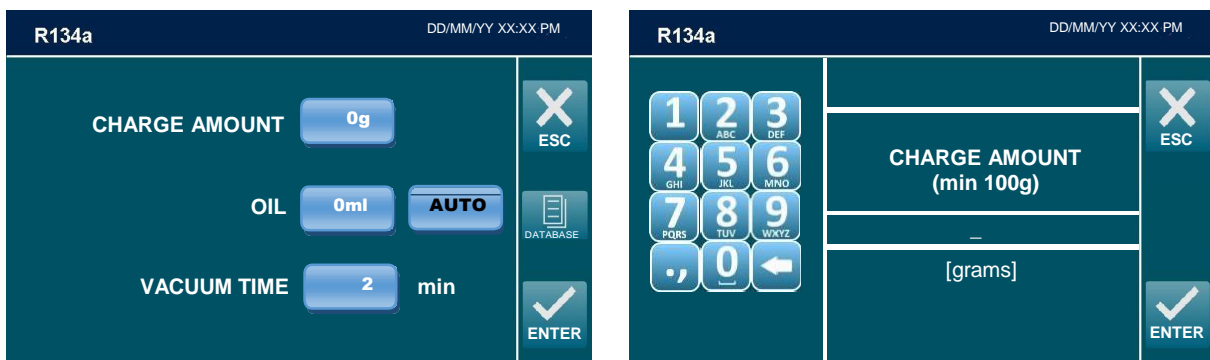 R134a DD/MM/YY XX:XX PM
CHARGE AMOUNT 0g
ESC
OIL 0ml AUTO
DATABASE
VACUUM TIME 2 min
ENTER
R134a DD/MM/YY XX:XX PM
1 2 3
ABC DEF
4 5 6
GHI JKL MNO
7 8 9
PQRS TUV WXYZ
., 0
ESC
CHARGE AMOUNT
(min 100g)
_
[grams]
ENTER